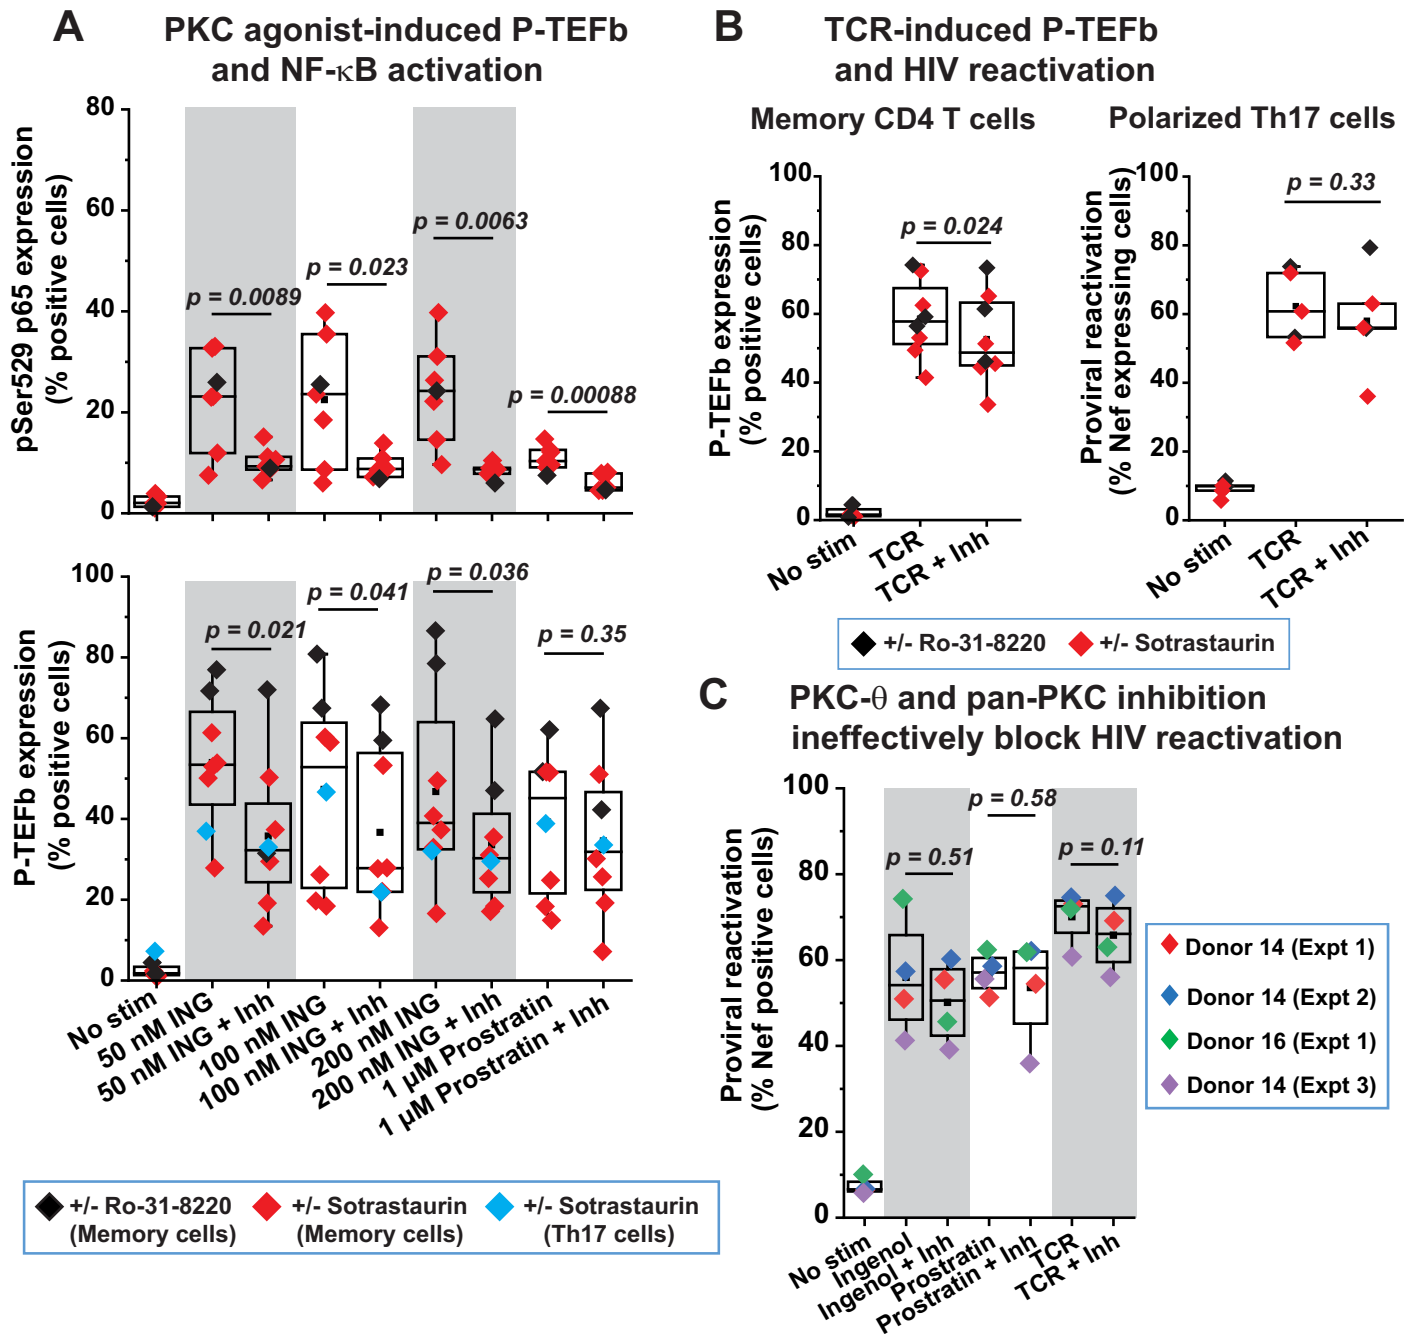 A
PKC agonist-induced P-TEFb
and NF-κB activation
pSer529 p65 expression
(% positive cells)
80
60
40
20
0
p = 0.0089
p = 0.023
p = 0.0063
p = 0.00088
P-TEFb expression
(% positive cells)
100
80
60
40
20
0
p = 0.021
p = 0.041
p = 0.036
p = 0.35
No stim
50 nM ING
50 nM ING + Inh
100 nM ING
100 nM ING + Inh
200 nM ING
200 nM ING + Inh
1 µM Prostratin
1 µM Prostratin + Inh
+/- Ro-31-8220
(Memory cells)
+/- Sotrastaurin
(Memory cells)
+/- Sotrastaurin
(Th17 cells)
B
TCR-induced P-TEFb
and HIV reactivation
Memory CD4 T cells
P-TEFb expression
(% positive cells)
100
80
60
40
20
0
p = 0.024
No stim
TCR
TCR + Inh
Polarized Th17 cells
Proviral reactivation
(% Nef expressing cells)
100
80
60
40
20
0
p = 0.33
No stim
TCR
TCR + Inh
+/- Ro-31-8220
+/- Sotrastaurin
C
PKC-θ and pan-PKC inhibition
ineffectively block HIV reactivation
Proviral reactivation
(% Nef positive cells)
100
80
60
40
20
0
p = 0.51
p = 0.58
p = 0.11
No stim
Ingenol
Ingenol + Inh
Prostratin
Prostratin + Inh
TCR
TCR + Inh
Donor 14 (Expt 1)
Donor 14 (Expt 2)
Donor 16 (Expt 1)
Donor 14 (Expt 3)